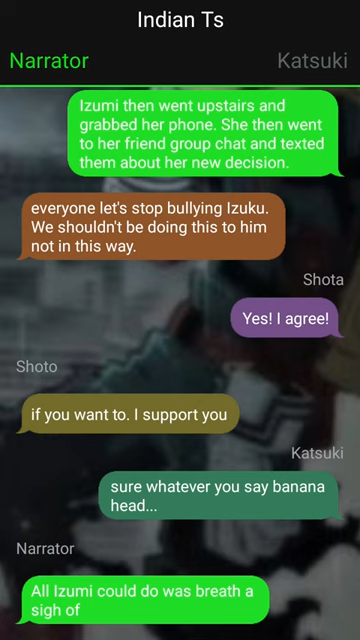 Indian Ts
Narrator
Katsuki
Izumi then went upstairs and
grabbed her phone. She then went
to her friend group chat and texted
them about her new decision.
everyone let's stop bullying Izuku.
We shouldn't be doing this to him
not in this way.
Shota
Yes! I agree!
Shoto
if you want to. I support you
Katsuki
sure whatever you say banana
head...
Narrator
All Izumi could do was breath a
sigh of